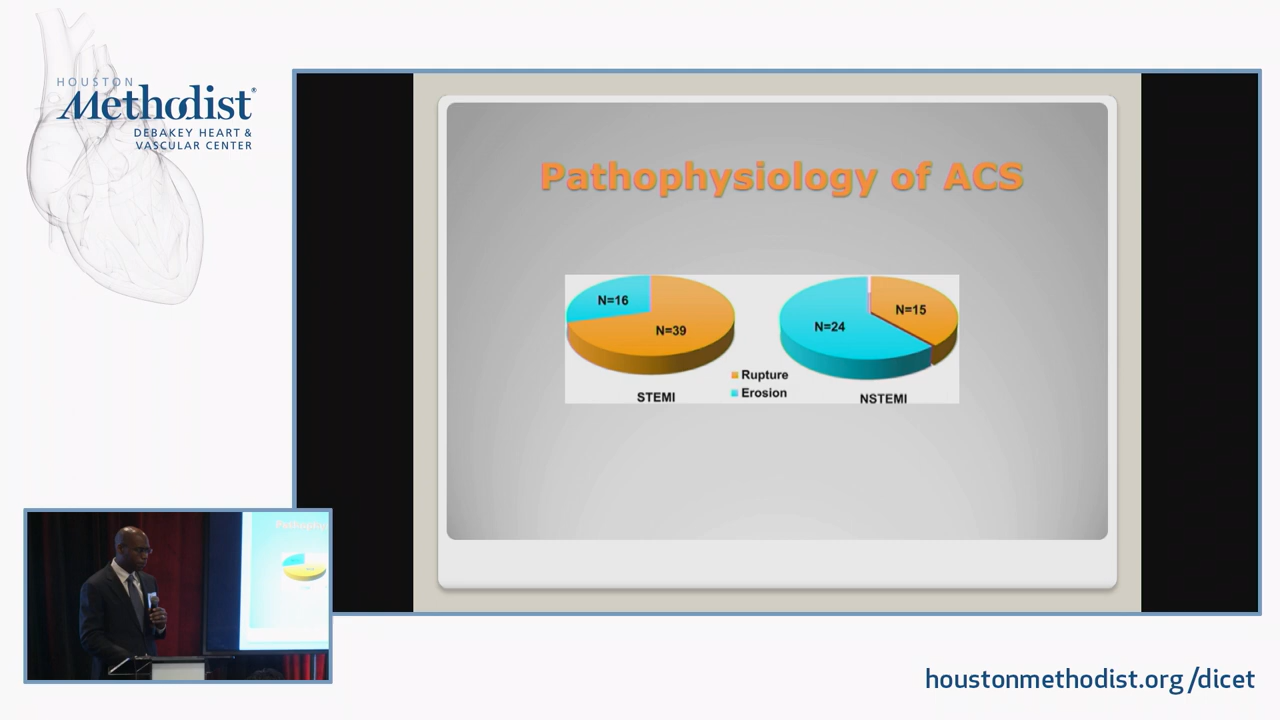 HOUSTON
Methodist®
DEBAKEY HEART &
VASCULAR CENTER
Pathophysiology of ACS
N=16
N=39
N=15
N=24
Rupture
Erosion
STEMI
NSTEMI
Pathophy
houstonmethodist.org/dicet